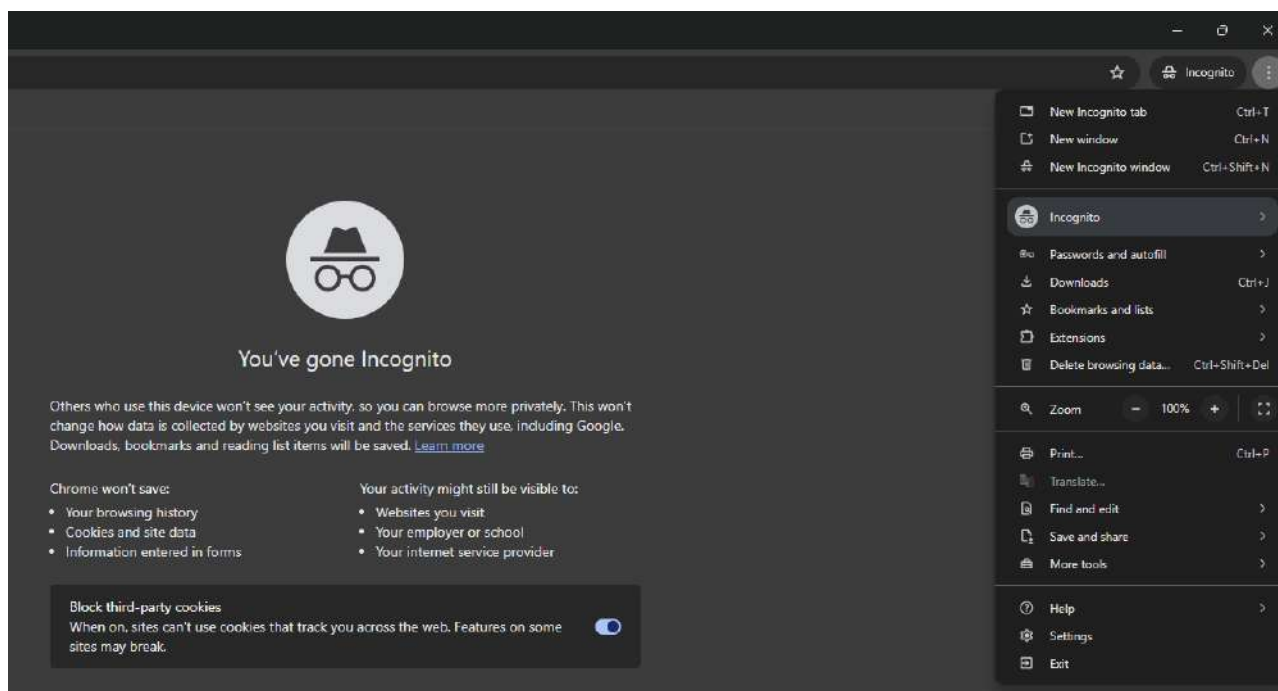 Incognito
New Incognito tab Ctrl+T
New window Ctrl+N
New Incognito window Ctrl+Shift+N
Incognito
Passwords and autofill
Downloads Ctrl+J
Bookmarks and lists
Extensions
Delete browsing data... Ctrl+Shift+Del
Zoom - 100% +
Print... Ctrl+P
Translate...
Find and edit
Save and share
More tools
Help
Settings
Exit
You've gone Incognito
Others who use this device won't see your activity, so you can browse more privately. This won't
change how data is collected by websites you visit and the services they use, including Google.
Downloads, bookmarks and reading list items will be saved. Learn more
Chrome won't save:
• Your browsing history
• Cookies and site data
• Information entered in forms
Your activity might still be visible to:
• Websites you visit
• Your employer or school
• Your internet service provider
Block third-party cookies
When on, sites can't use cookies that track you across the web. Features on some
sites may break.